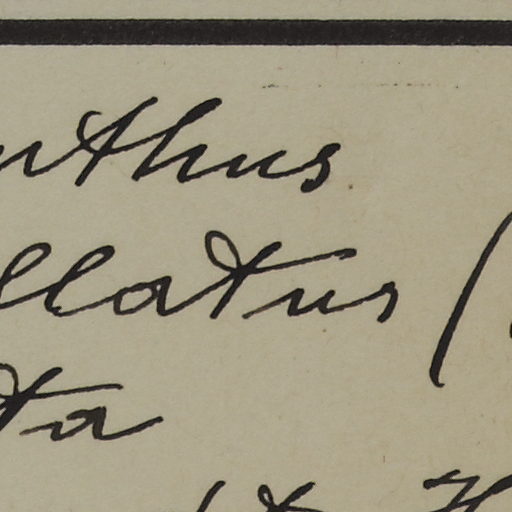 nthus
llatus (
ta